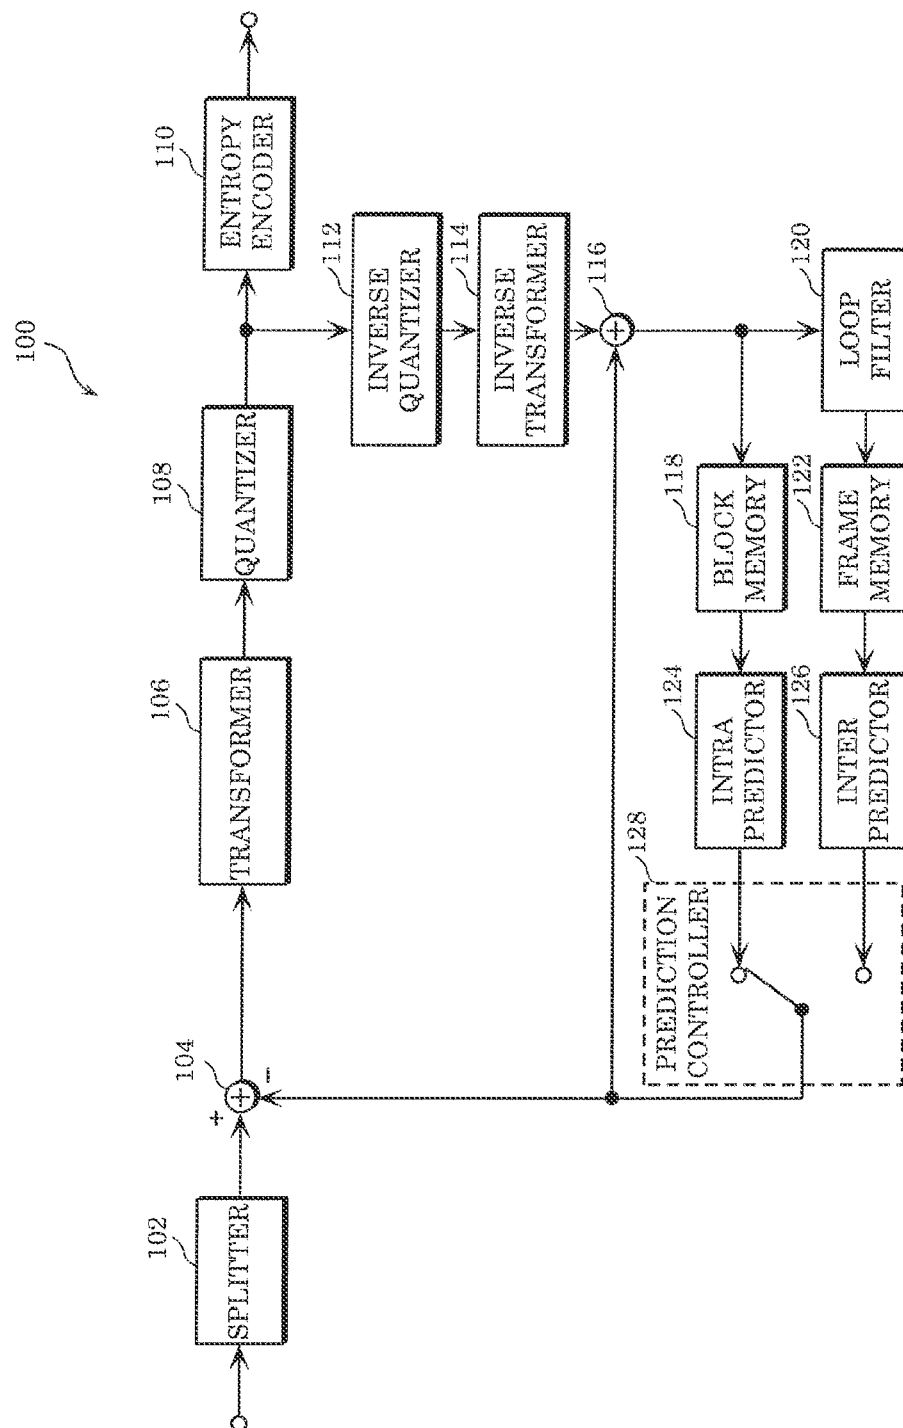 100
102
SPLITTER
104
+
−
106
TRANSFORMER
108
QUANTIZER
110
ENTROPY
ENCODER
112
INVERSE
QUANTIZER
114
INVERSE
TRANSFORMER
116
128
PREDICTION
CONTROLLER
124
INTRA
PREDICTOR
118
BLOCK
MEMORY
126
INTER
PREDICTOR
122
FRAME
MEMORY
120
LOOP
FILTER